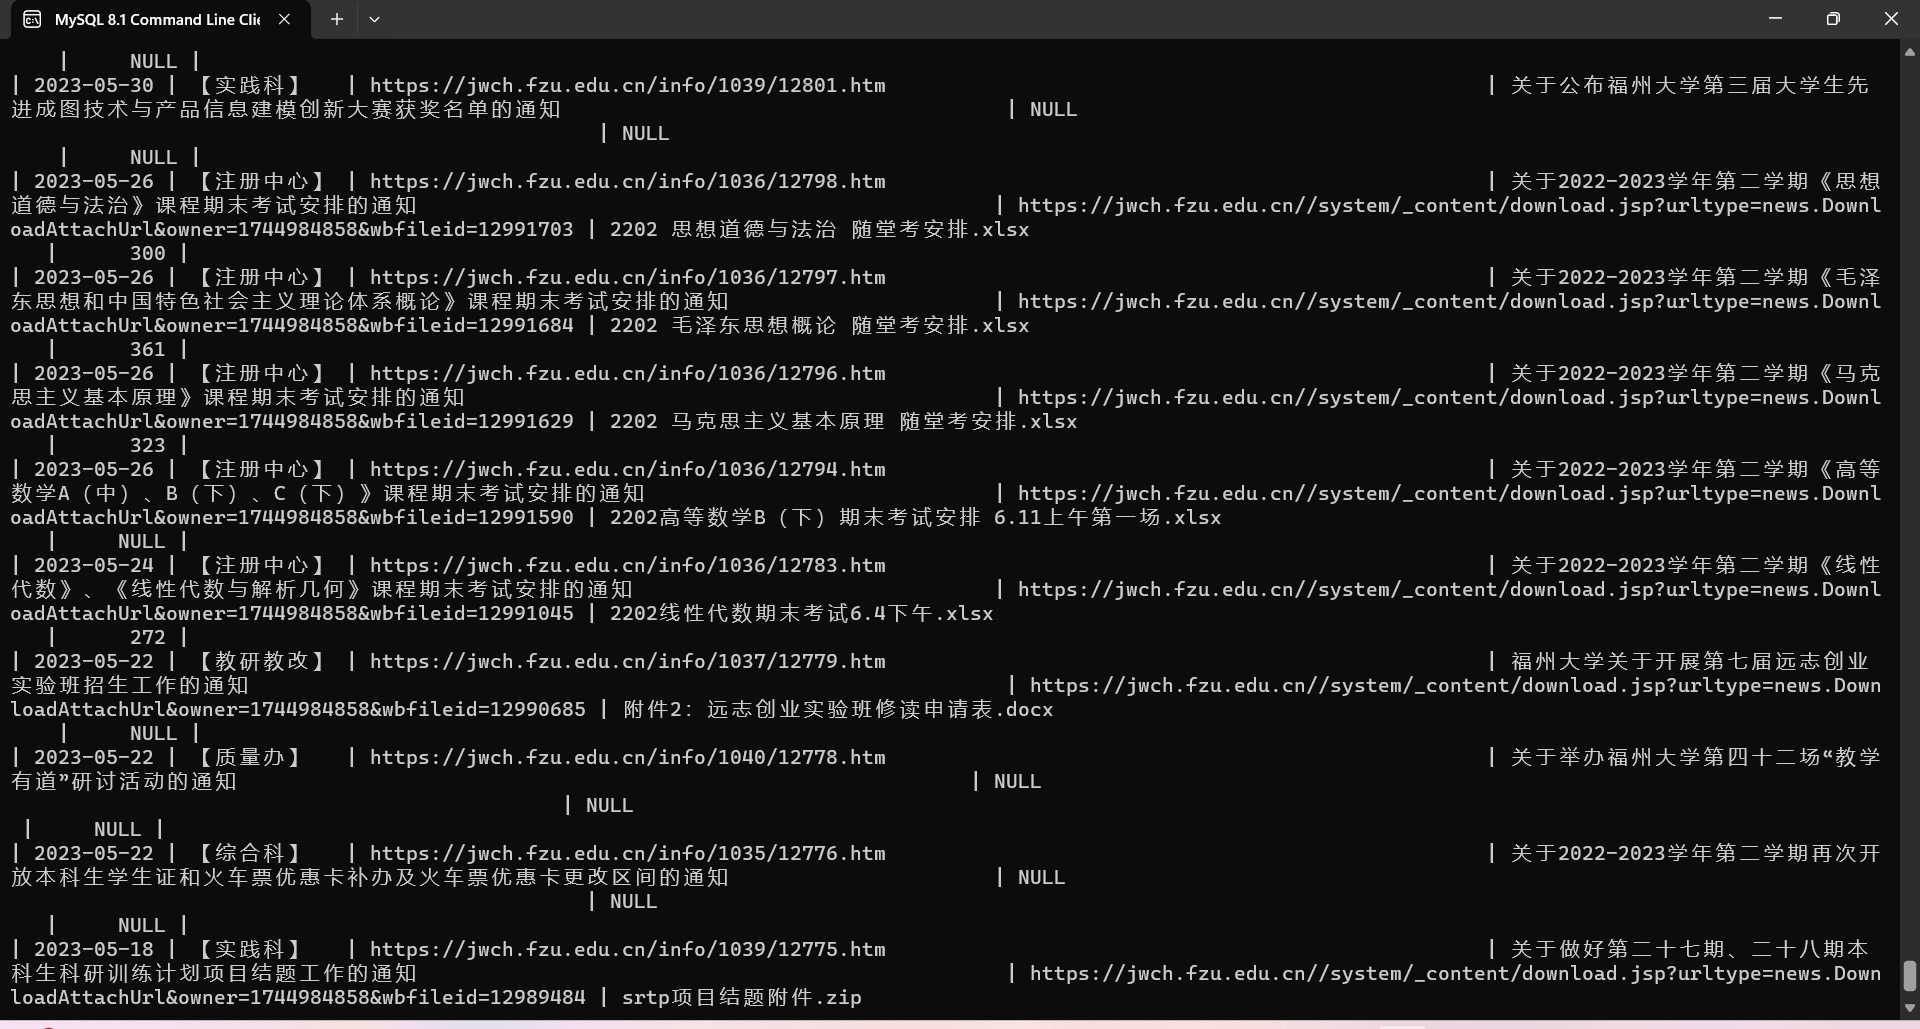 MySQL 8.1 Command Line Clie
|     NULL |
| 2023-05-30 | 【实践科】   | https://jwch.fzu.edu.cn/info/1039/12801.htm | 关于公布福州大学第三届大学生先
进成图技术与产品信息建模创新大赛获奖名单的通知 | NULL
| NULL
|     NULL |
| 2023-05-26 | 【注册中心】 | https://jwch.fzu.edu.cn/info/1036/12798.htm | 关于2022-2023学年第二学期《思想
道德与法治》课程期末考试安排的通知 | https://jwch.fzu.edu.cn//system/_content/download.jsp?urltype=news.Downl
oadAttachUrl&owner=1744984858&wbfileid=12991703 | 2202 思想道德与法治 随堂考安排.xlsx
|      300 |
| 2023-05-26 | 【注册中心】 | https://jwch.fzu.edu.cn/info/1036/12797.htm | 关于2022-2023学年第二学期《毛泽
东思想和中国特色社会主义理论体系概论》课程期末考试安排的通知 | https://jwch.fzu.edu.cn//system/_content/download.jsp?urltype=news.Downl
oadAttachUrl&owner=1744984858&wbfileid=12991684 | 2202 毛泽东思想概论 随堂考安排.xlsx
|      361 |
| 2023-05-26 | 【注册中心】 | https://jwch.fzu.edu.cn/info/1036/12796.htm | 关于2022-2023学年第二学期《马克
思主义基本原理》课程期末考试安排的通知 | https://jwch.fzu.edu.cn//system/_content/download.jsp?urltype=news.Downl
oadAttachUrl&owner=1744984858&wbfileid=12991629 | 2202 马克思主义基本原理 随堂考安排.xlsx
|      323 |
| 2023-05-26 | 【注册中心】 | https://jwch.fzu.edu.cn/info/1036/12794.htm | 关于2022-2023学年第二学期《高等
数学A（中）、B（下）、C（下）》课程期末考试安排的通知 | https://jwch.fzu.edu.cn//system/_content/download.jsp?urltype=news.Downl
oadAttachUrl&owner=1744984858&wbfileid=12991590 | 2202高等数学B（下）期末考试安排 6.11上午第一场.xlsx
|     NULL |
| 2023-05-24 | 【注册中心】 | https://jwch.fzu.edu.cn/info/1036/12783.htm | 关于2022-2023学年第二学期《线性
代数》、《线性代数与解析几何》课程期末考试安排的通知 | https://jwch.fzu.edu.cn//system/_content/download.jsp?urltype=news.Downl
oadAttachUrl&owner=1744984858&wbfileid=12991045 | 2202线性代数期末考试6.4下午.xlsx
|      272 |
| 2023-05-22 | 【教研教改】 | https://jwch.fzu.edu.cn/info/1037/12779.htm | 福州大学关于开展第七届远志创业
实验班招生工作的通知 | https://jwch.fzu.edu.cn//system/_content/download.jsp?urltype=news.Down
loadAttachUrl&owner=1744984858&wbfileid=12990685 | 附件2：远志创业实验班修读申请表.docx
|     NULL |
| 2023-05-22 | 【质量办】   | https://jwch.fzu.edu.cn/info/1040/12778.htm | 关于举办福州大学第四十二场“教学
有道”研讨活动的通知 | NULL
| NULL
|     NULL |
| 2023-05-22 | 【综合科】   | https://jwch.fzu.edu.cn/info/1035/12776.htm | 关于2022-2023学年第二学期再次开
放本科生学生证和火车票优惠卡补办及火车票优惠卡更改区间的通知 | NULL
| NULL
|     NULL |
| 2023-05-18 | 【实践科】   | https://jwch.fzu.edu.cn/info/1039/12775.htm | 关于做好第二十七期、二十八期本
科生科研训练计划项目结题工作的通知 | https://jwch.fzu.edu.cn//system/_content/download.jsp?urltype=news.Down
loadAttachUrl&owner=1744984858&wbfileid=12989484 | srtp项目结题附件.zip